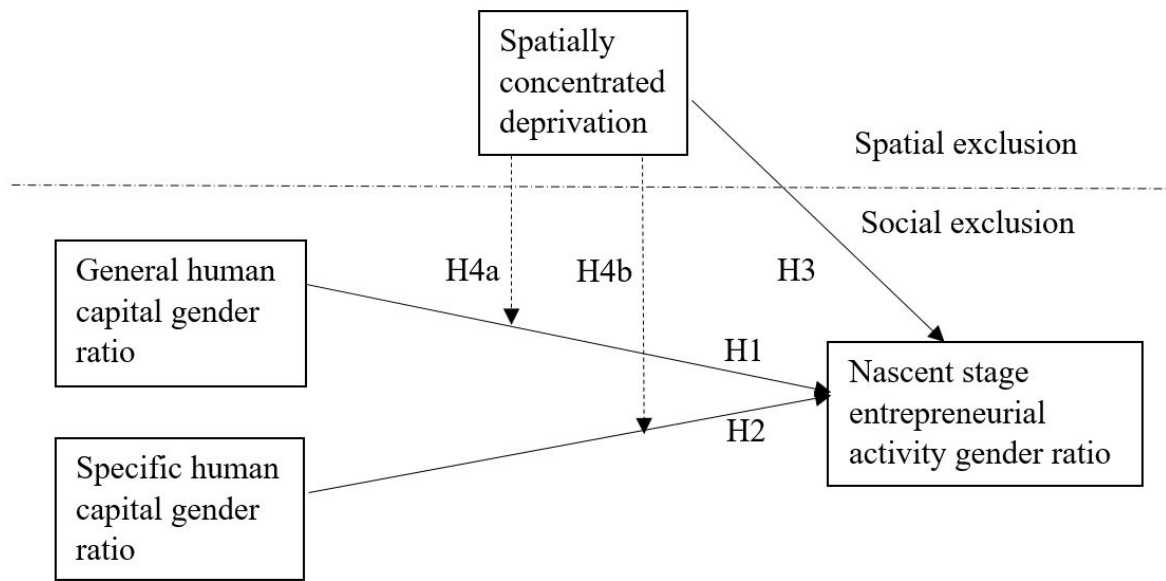 Spatially
concentrated
deprivation
Spatial exclusion
Social exclusion
General human
capital gender
ratio
H4a
H4b
H3
H1
Nascent stage
entrepreneurial
activity gender ratio
H2
Specific human
capital gender
ratio